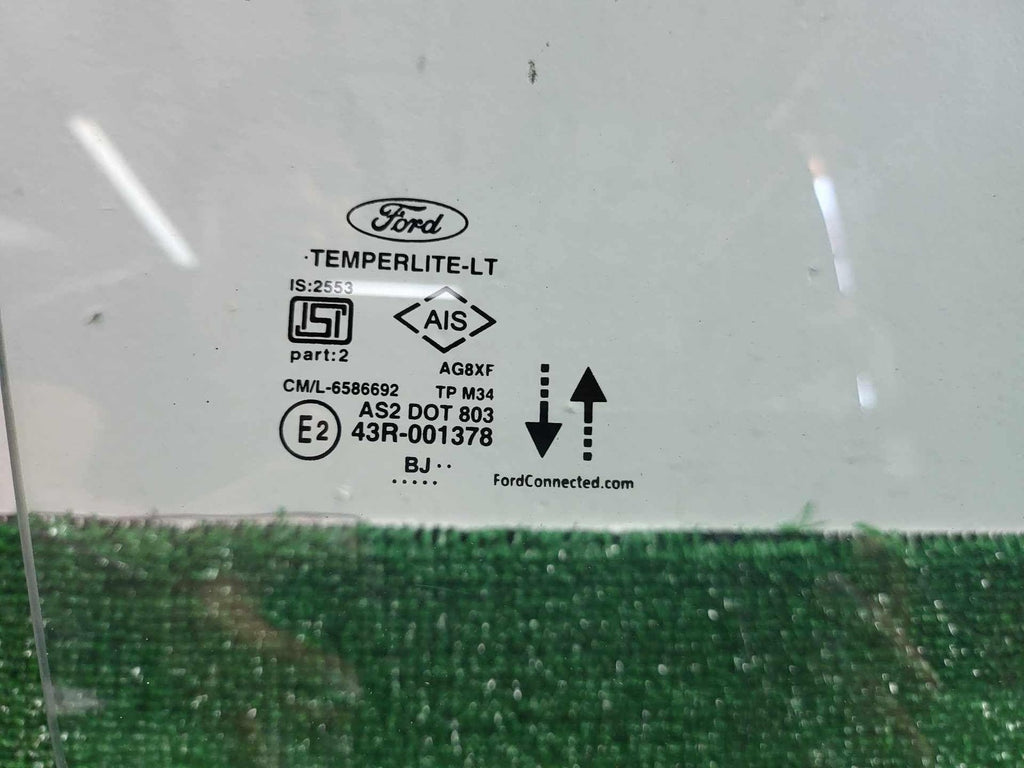 Ford
TEMPERLITE-LT
IS:2553
ISI
AIS
part:2
AG8XF
CM/L-6586692 TP M34
AS2 DOT 803
E2 43R-001378
BJ
FordConnected.com